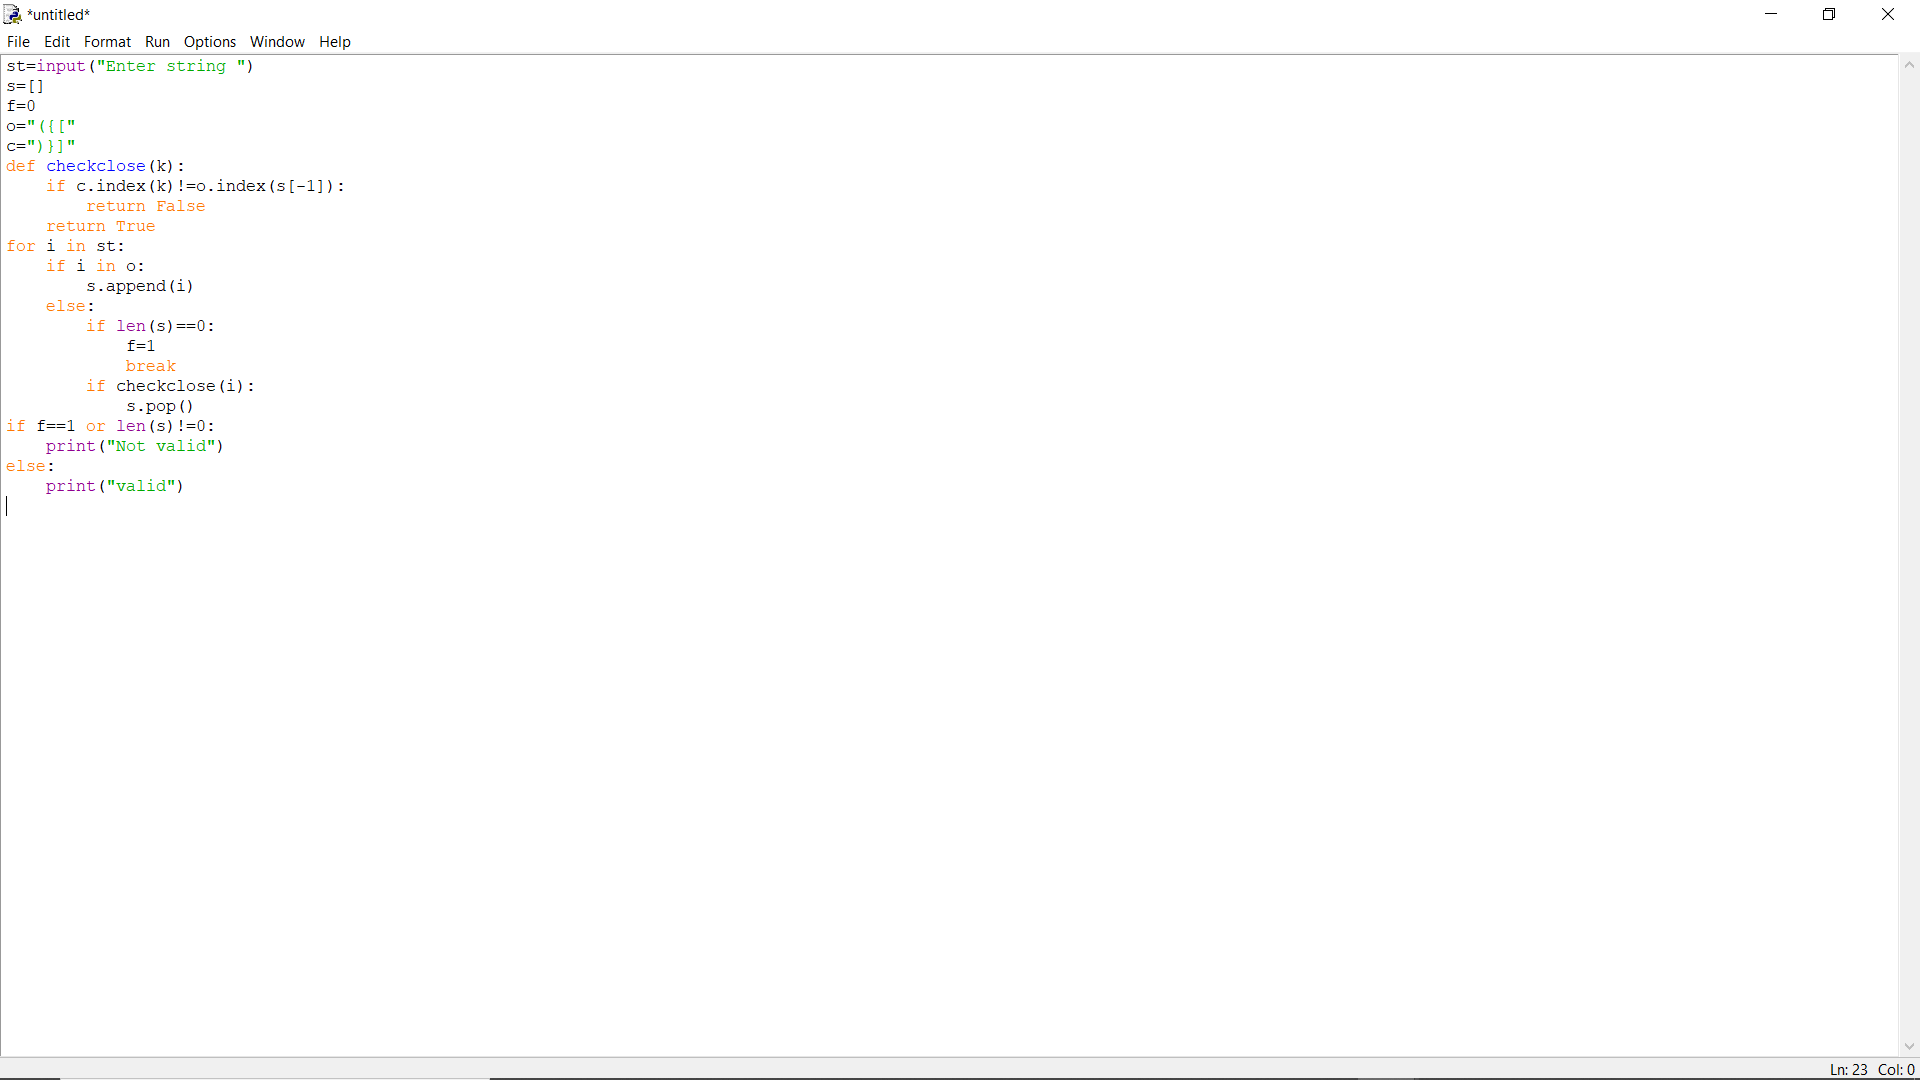 *untitled*
File Edit Format Run Options Window Help
st=input("Enter string ")
s=[]
f=0
o="({["
c=")}]"
def checkclose(k):
    if c.index(k)!=o.index(s[-1]):
        return False
    return True
for i in st:
    if i in o:
        s.append(i)
    else:
        if len(s)==0:
            f=1
            break
        if checkclose(i):
            s.pop()
if f==1 or len(s)!=0:
    print("Not valid")
else:
    print("valid")
Ln: 23 Col: 0